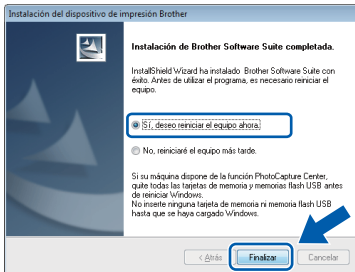 Instalación del dispositivo de impresión Brother
Instalación de Brother Software Suite completada.
InstallShield Wizard ha instalado Brother Software Suite con
éxito. Antes de utilizar el programa, es necesario reiniciar el
equipo.
Sí, deseo reiniciar el equipo ahora.
No, reiniciaré el equipo más tarde.
Si su máquina dispone de la función PhotoCapture Center,
quite todas las tarjetas de memoria y memorias flash USB antes
de reiniciar Windows.
No inserte ninguna tarjeta de memoria ni memoria flash USB
hasta que se haya cargado Windows.
< Atrás Finalizar Cancelar